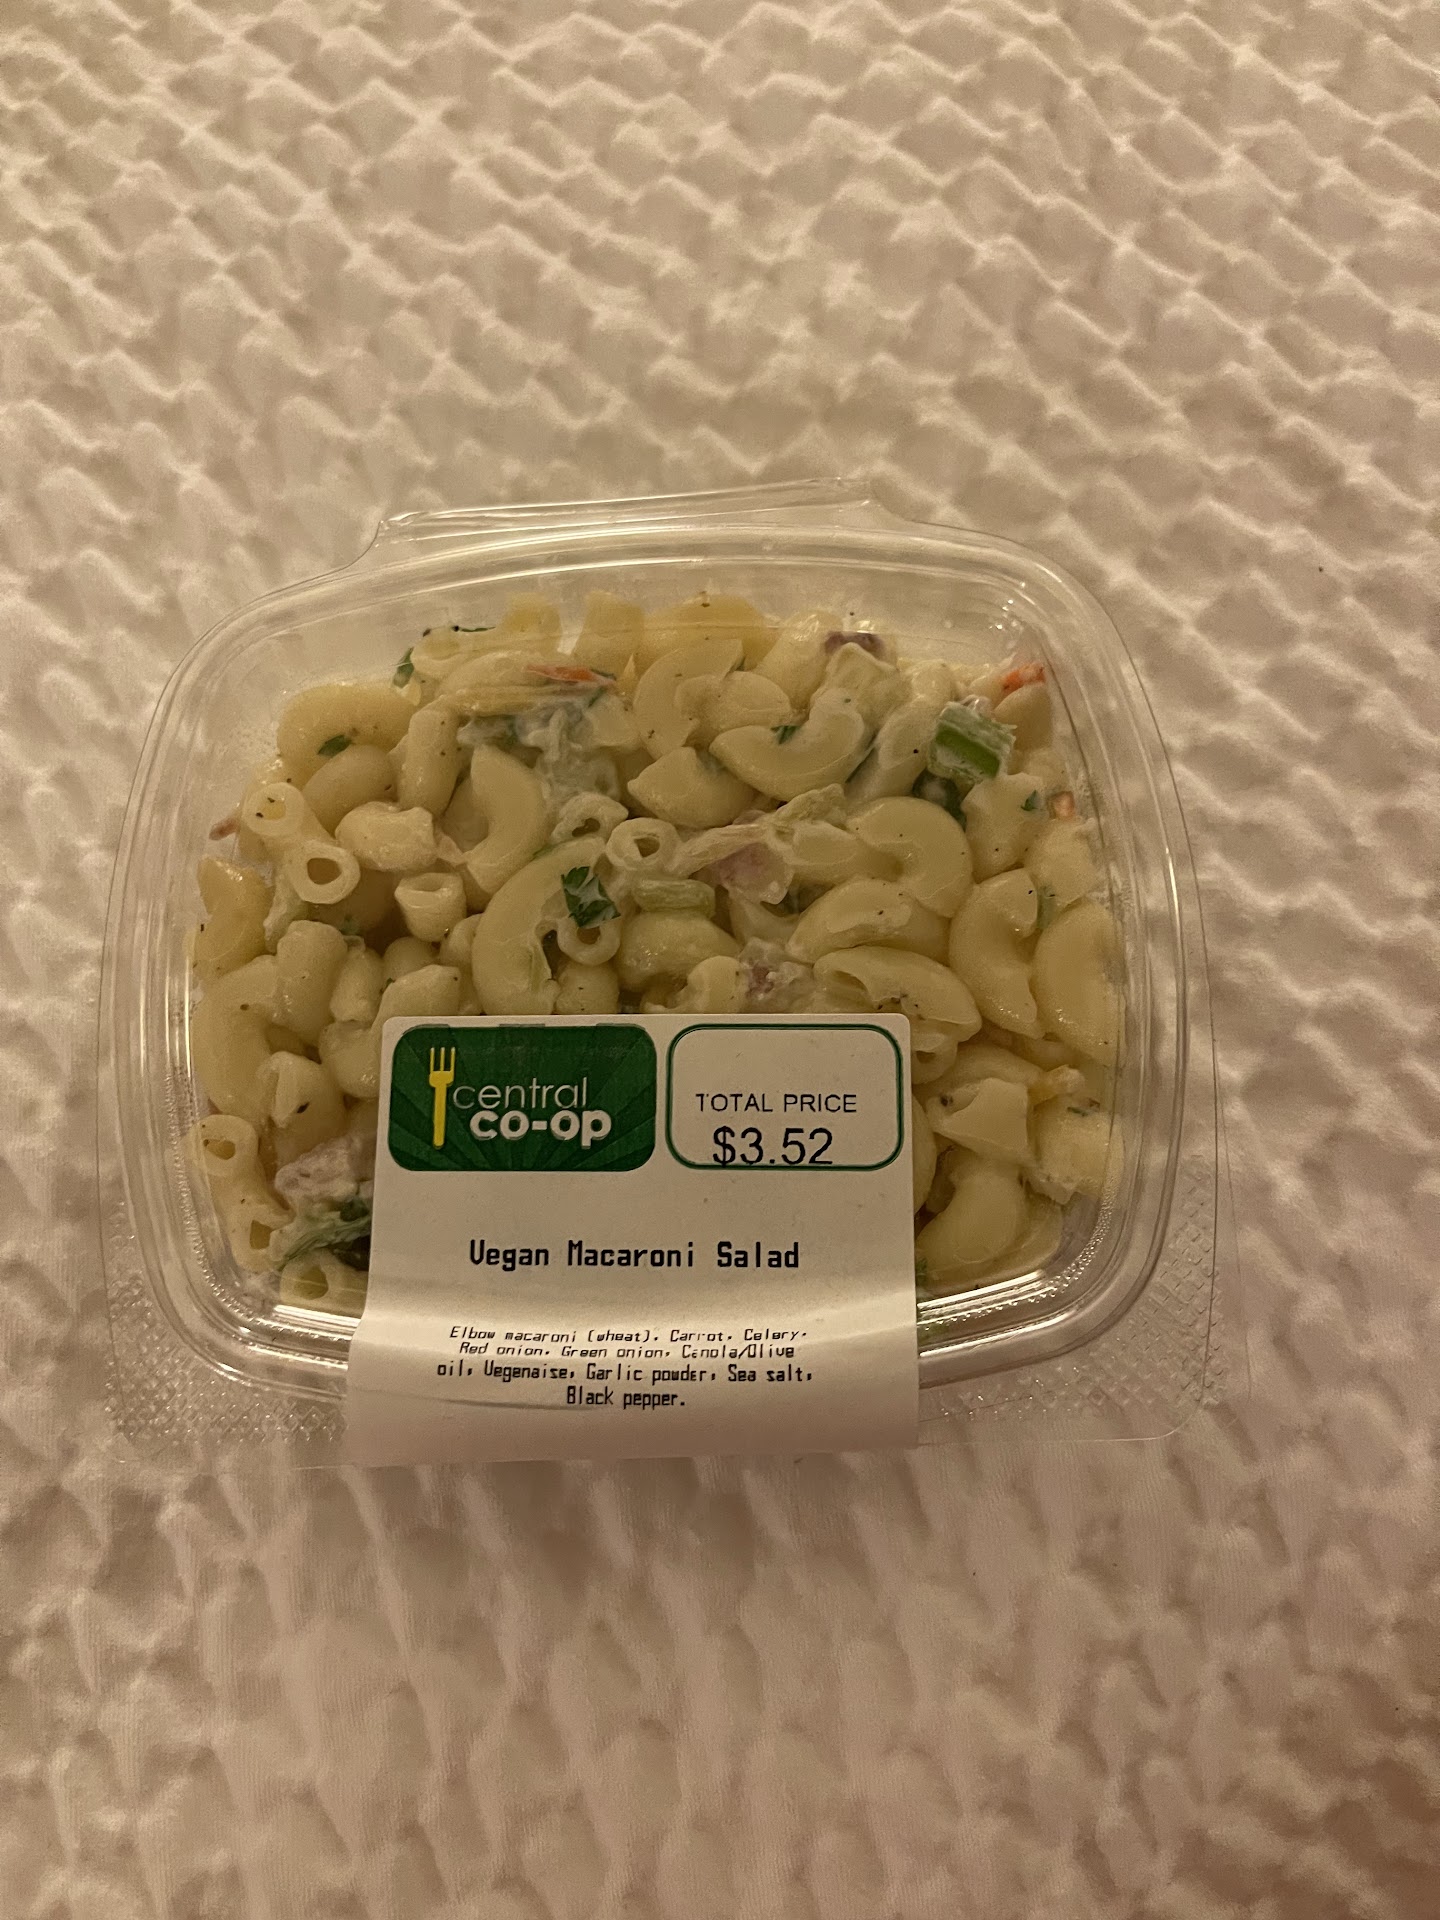 central
co-op
TOTAL PRICE
$3.52
Vegan Macaroni Salad
Elbow macaroni (wheat), Carrot, Celery,
Red onion, Green onion, Canola/Olive
oil, Vegenaise, Garlic powder, Sea salt,
Black pepper.